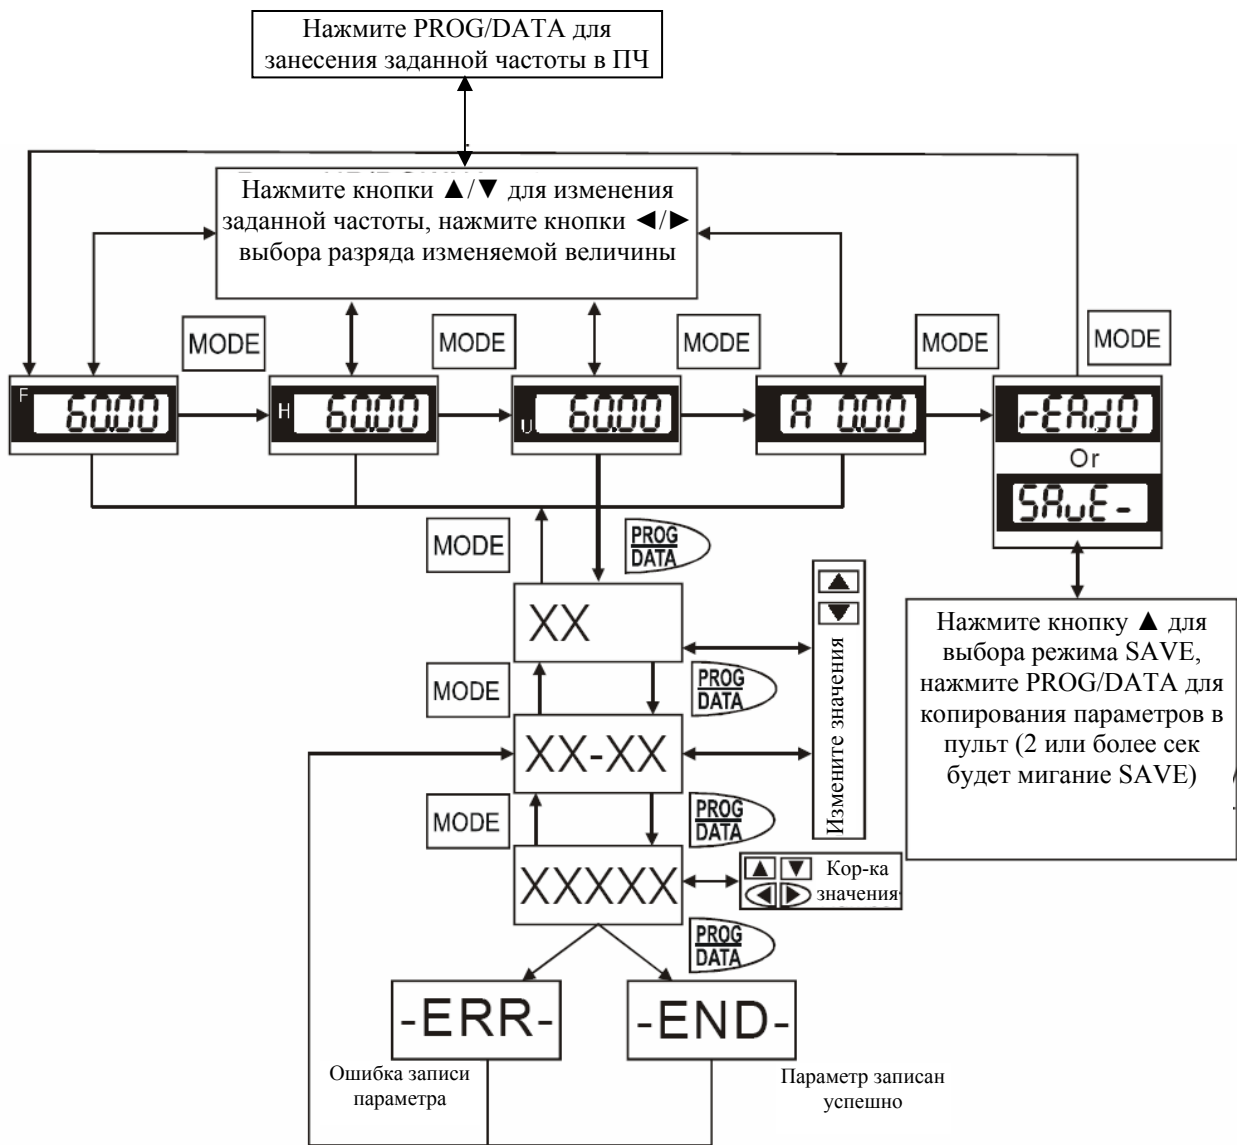 Нажмите PROG/DATA для
занесения заданной частоты в ПЧ
Нажмите кнопки ▲/▼ для изменения
заданной частоты, нажмите кнопки ◄/►
выбора разряда изменяемой величины
MODE
MODE
MODE
MODE
MODE
F 60.00
H 60.00
U 60.00
A 0.00
rEAd0
Or
SAvE-
MODE
PROG
DATA
XX
MODE
PROG
DATA
XX-XX
MODE
PROG
DATA
XXXXX
PROG
DATA
▲
▼
Измените значения
▲ ▼ Кор-ка
◄ ► значения
Нажмите кнопку ▲ для
выбора режима SAVE,
нажмите PROG/DATA для
копирования параметров в
пульт (2 или более сек
будет мигание SAVE)
-ERR-
-END-
Ошибка записи
параметра
Параметр записан
успешно